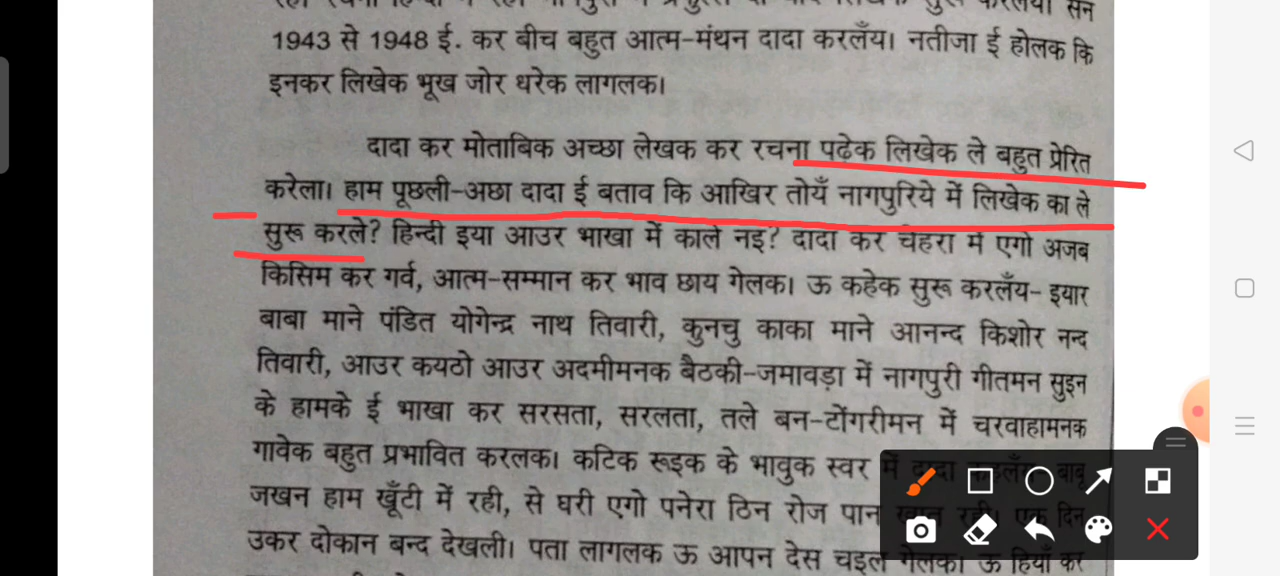 1943 से 1948 ई. कर बीच बहुत आत्म-मंथन दादा करलँय। नतीजा ई होलक कि
इनकर लिखेक भूख जोर धरेक लागलक।
दादा कर मोताबिक अच्छा लेखक कर रचना पढ़ेक लिखेक ले बहुत प्रेरित
करेला। हाम पूछली-अछा दादा ई बताव कि आखिर तोयँ नागपुरिये में लिखेक का ले
सुरू करले? हिन्दी इया आउर भाखा में काले नइ? दादा कर चेहरा में एगो अजब
किसिम कर गर्व, आत्म-सम्मान कर भाव छाय गेलक। ऊ कहेक सुरू करलँय- इयार
बाबा माने पंडित योगेन्द्र नाथ तिवारी, कुनचु काका माने आनन्द किशोर नन्द
तिवारी, आउर कयठो आउर अदमीमनक बैठकी-जमावड़ा में नागपुरी गीतमन सुइन
के हामके ई भाखा कर सरसता, सरलता, तले बन-टोंगरीमन में चरवाहामनक
गावेक बहुत प्रभावित करलक। कटिक रूइक के भावुक स्वर में दादा बाबू
जखन हाम खूँटी में रही, से घरी एगो पनेरा ठिन रोज पान खात रही। एक दिन
उकर दोकान बन्द देखली। पता लागलक ऊ आपन देस चइल गेलक। ऊ हियाँ कर